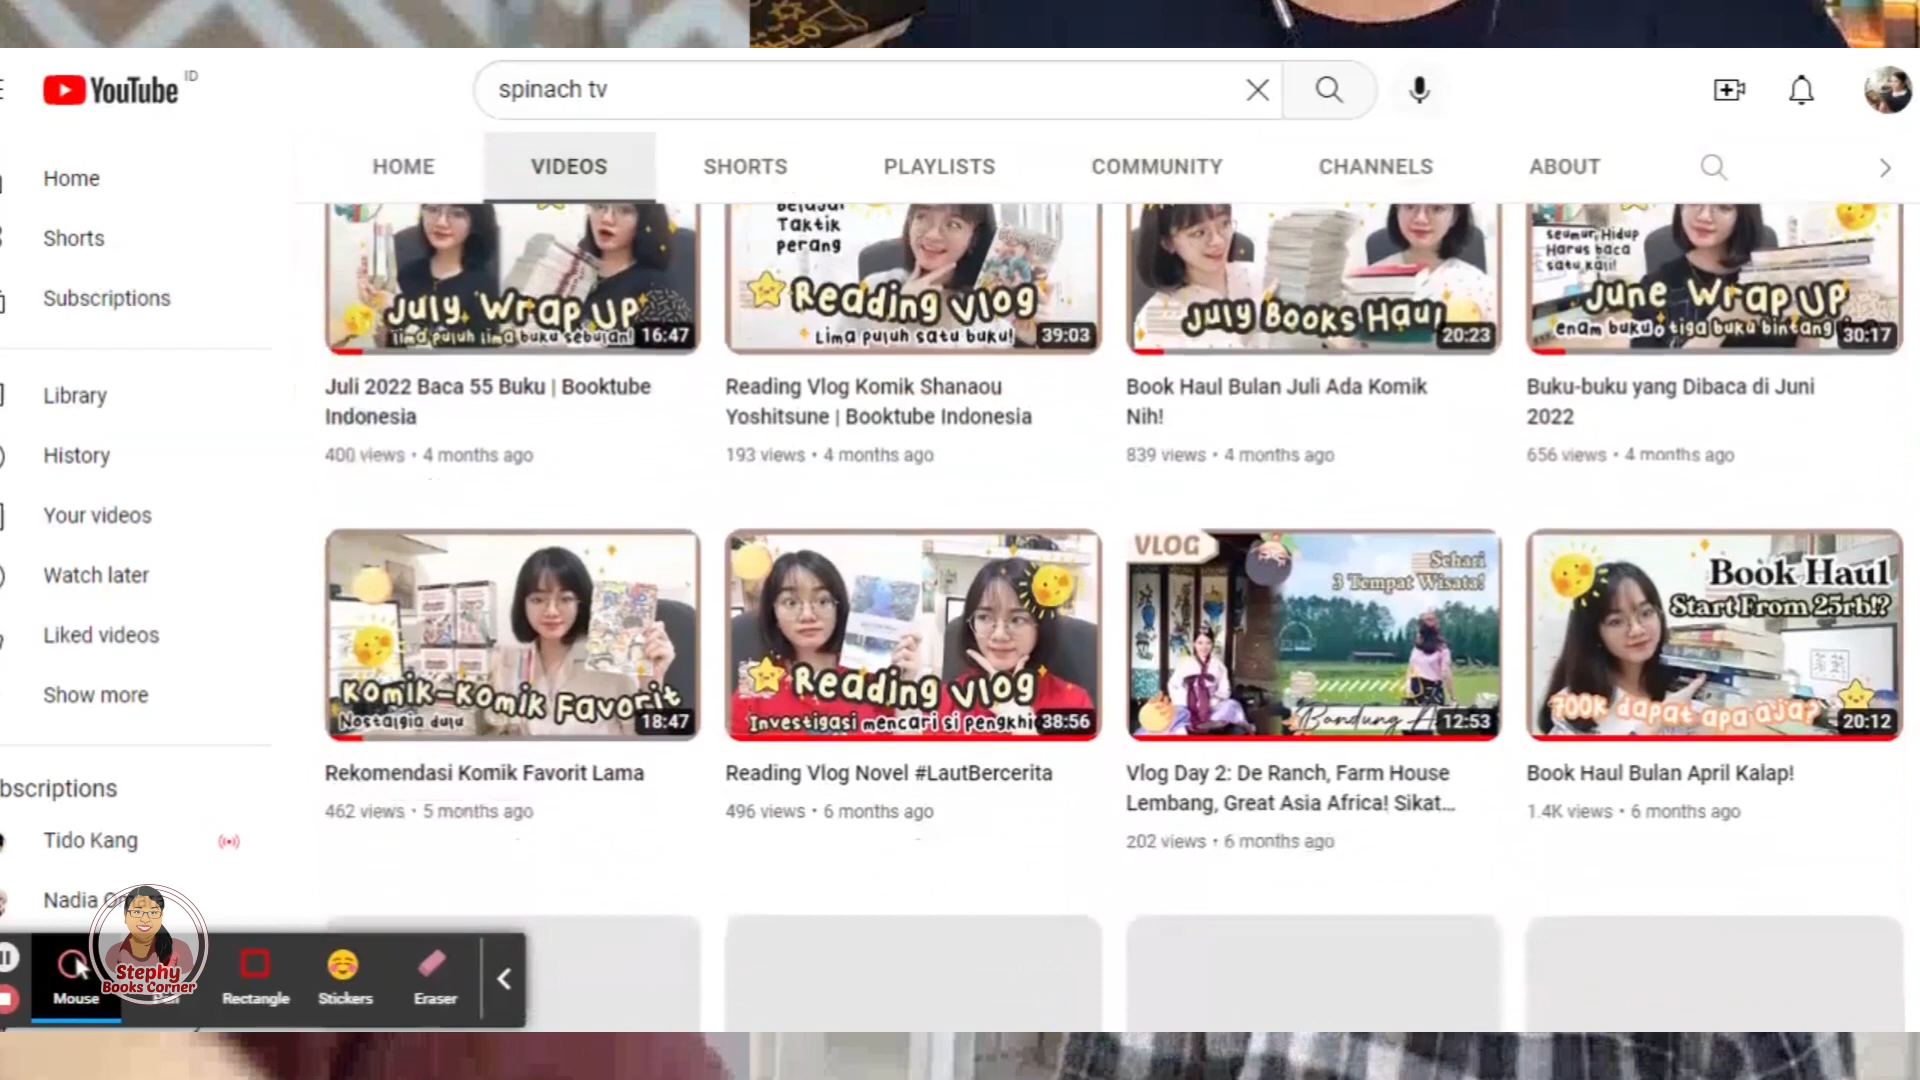 YouTube ID
spinach tv
HOME VIDEOS SHORTS PLAYLISTS COMMUNITY CHANNELS ABOUT
Home
Shorts
Subscriptions
Library
History
Your videos
Watch later
Liked videos
Show more
bscriptions
Tido Kang
Nadia
July Wrap Up
lima puluh lima buku sebulan!
16:47
Juli 2022 Baca 55 Buku | Booktube
Indonesia
400 views • 4 months ago
Belajar
Taktik
perang
Reading Vlog
Lima puluh satu buku!
39:03
Reading Vlog Komik Shanaou
Yoshitsune | Booktube Indonesia
193 views • 4 months ago
July Books Haul
20:23
Book Haul Bulan Juli Ada Komik
Nih!
839 views • 4 months ago
seumur Hidup
Harus baca
satu kali!
June Wrap Up
enam buku tiga buku bintang
30:17
Buku-buku yang Dibaca di Juni
2022
656 views • 4 months ago
Komik-Komik Favorit
Nostalgia dulu
18:47
Rekomendasi Komik Favorit Lama
462 views • 5 months ago
Reading Vlog
Investigasi mencari si pengkhi
38:56
Reading Vlog Novel #LautBercerita
496 views • 6 months ago
VLOG
Sehari
3 Tempat Wisata!
Bandung
12:53
Vlog Day 2: De Ranch, Farm House
Lembang, Great Asia Africa! Sikat...
202 views • 6 months ago
Book Haul
Start From 25rb!?
700k dapat apa aja?
20:12
Book Haul Bulan April Kalap!
1.4K views • 6 months ago
Stephy
Books Corner
Mouse
Rectangle
Stickers
Eraser